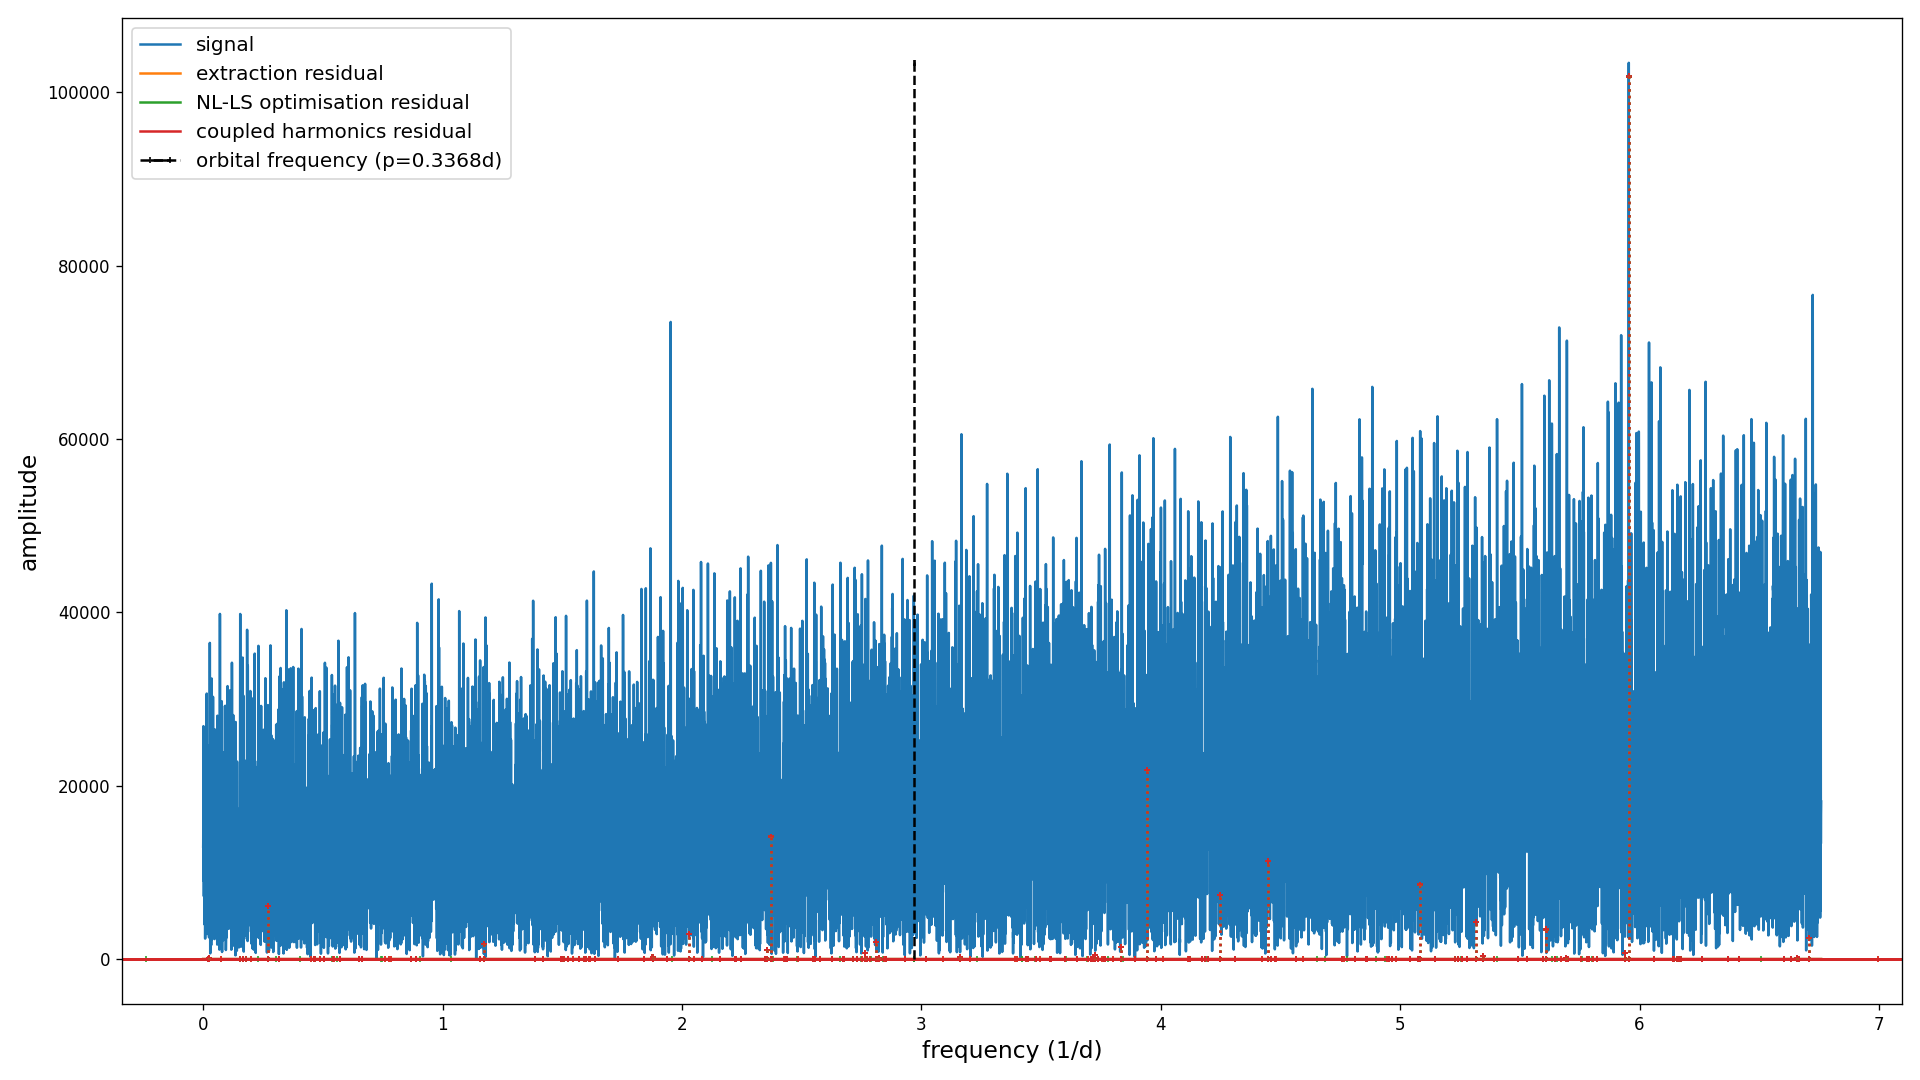 signal
extraction residual
NL-LS optimisation residual
coupled harmonics residual
orbital frequency (p=0.3368d)
amplitude
100000
80000
60000
40000
20000
0
0 1 2 3 4 5 6 7
frequency (1/d)